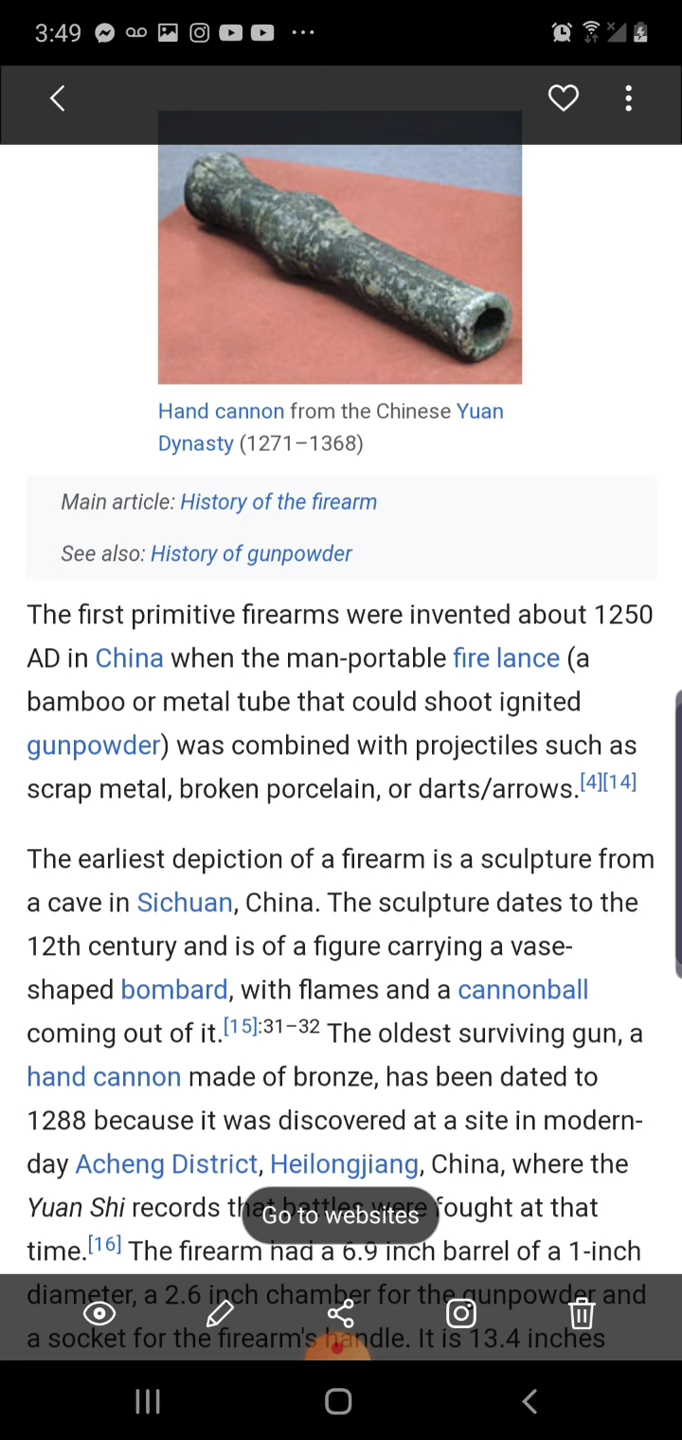 3:49
Hand cannon from the Chinese Yuan
Dynasty (1271–1368)
Main article: History of the firearm
See also: History of gunpowder
The first primitive firearms were invented about 1250
AD in China when the man-portable fire lance (a
bamboo or metal tube that could shoot ignited
gunpowder) was combined with projectiles such as
scrap metal, broken porcelain, or darts/arrows.[4][14]
The earliest depiction of a firearm is a sculpture from
a cave in Sichuan, China. The sculpture dates to the
12th century and is of a figure carrying a vase-
shaped bombard, with flames and a cannonball
coming out of it.[15]:31–32 The oldest surviving gun, a
hand cannon made of bronze, has been dated to
1288 because it was discovered at a site in modern-
day Acheng District, Heilongjiang, China, where the
Yuan Shi records that battles were fought at that
Go to websites
time.[16] The firearm had a 6.9 inch barrel of a 1-inch
diameter, a 2.6 inch chamber for the gunpowder and
a socket for the firearm's handle. It is 13.4 inches